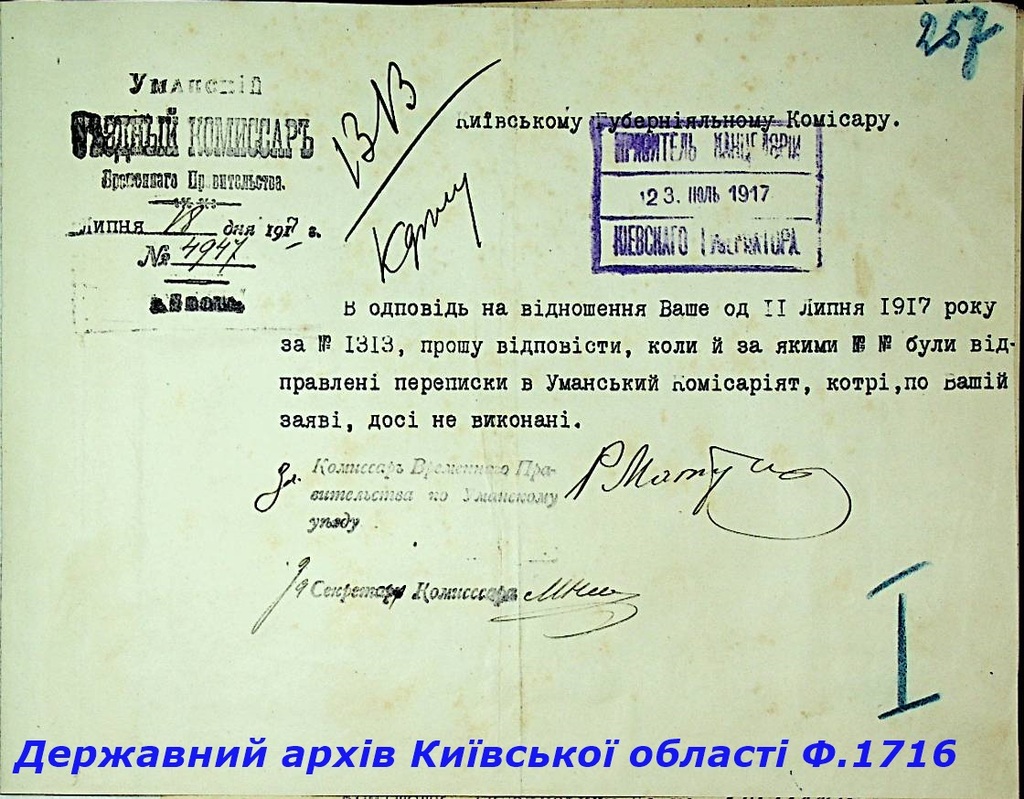 257
Уманскій
Уѣздный Комиссаръ
Временнаго Правительства.
Липня 18 дня 1917 г.
№ 4947
г. Умань.
1313
Київському Губерніяльному Комісару.
ПРАВИТЕЛЬ КАНЦЕЛЯРІИ
23. ІЮЛЬ 1917
КІЕВСКАГО ГУБЕРНАТОРА
В одповідь на відношення Ваше од II Липня 1917 року
за № 1313, прошу відповісти, коли й за якими № № були від-
правлені переписки в Уманський Комісаріят, котрі,по Вашій
заяві, досі не виконані.
Комиссаръ Временнаго Пра-
вительства по Уманскому
уѣзду
Секретарь Комиссара
I
Державний архів Київської області Ф.1716